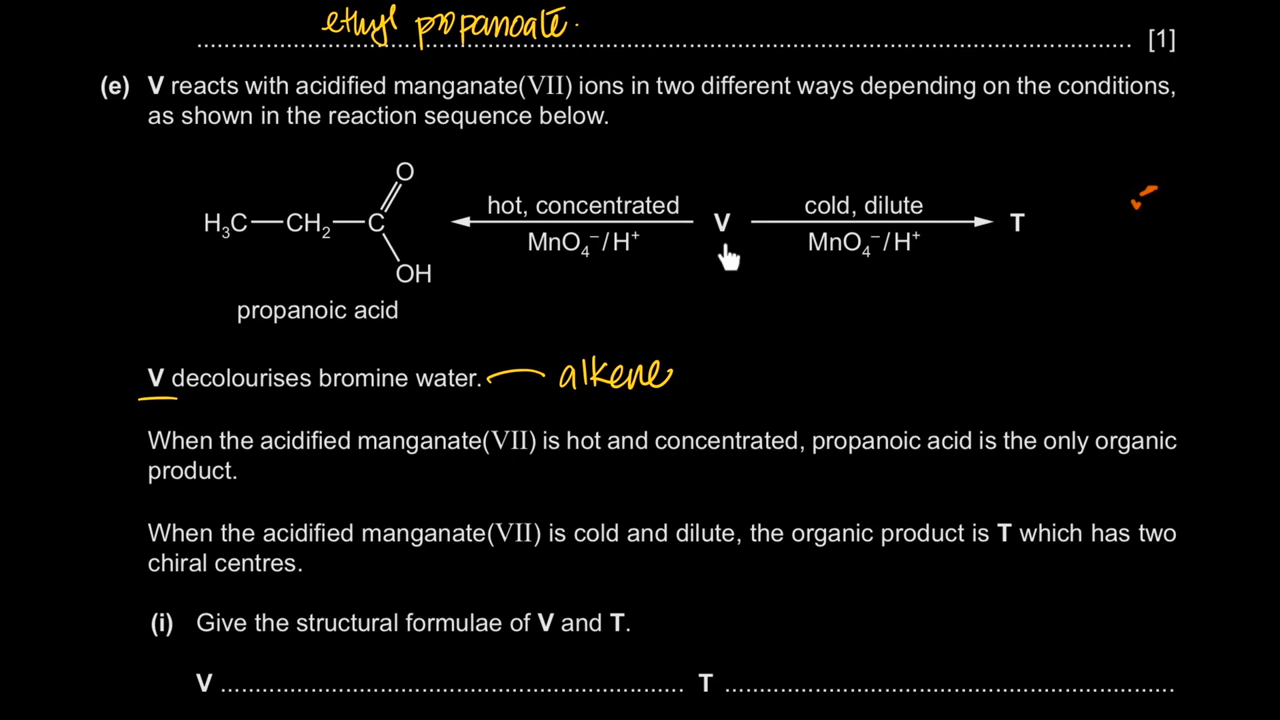 ethyl propanoate.
[1]
(e) V reacts with acidified manganate(VII) ions in two different ways depending on the conditions,
as shown in the reaction sequence below.
O
H₃C—CH₂—C
OH
propanoic acid
hot, concentrated
MnO₄⁻/H⁺
V
cold, dilute
MnO₄⁻/H⁺
T
V decolourises bromine water. alkene
When the acidified manganate(VII) is hot and concentrated, propanoic acid is the only organic
product.
When the acidified manganate(VII) is cold and dilute, the organic product is T which has two
chiral centres.
(i) Give the structural formulae of V and T.
V ........................................ T ........................................